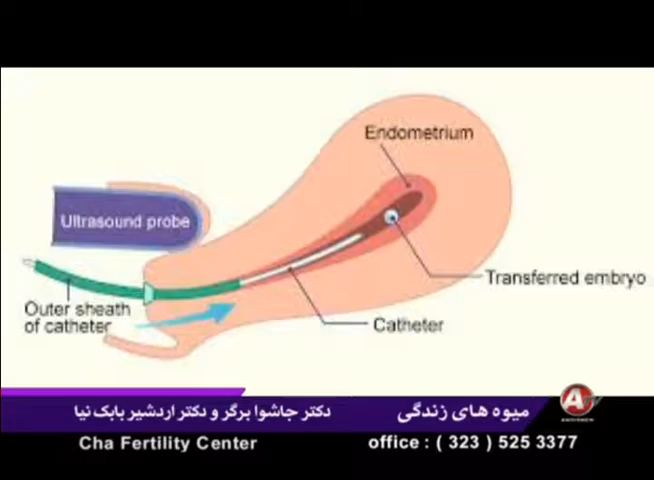 Endometrium
Ultrasound probe
Transferred embryo
Outer sheath
of catheter
Catheter
میوه های زندگی
دکتر جاشوا برگر و دکتر اردشیر بابک نیا
Cha Fertility Center
office : ( 323 ) 525 3377